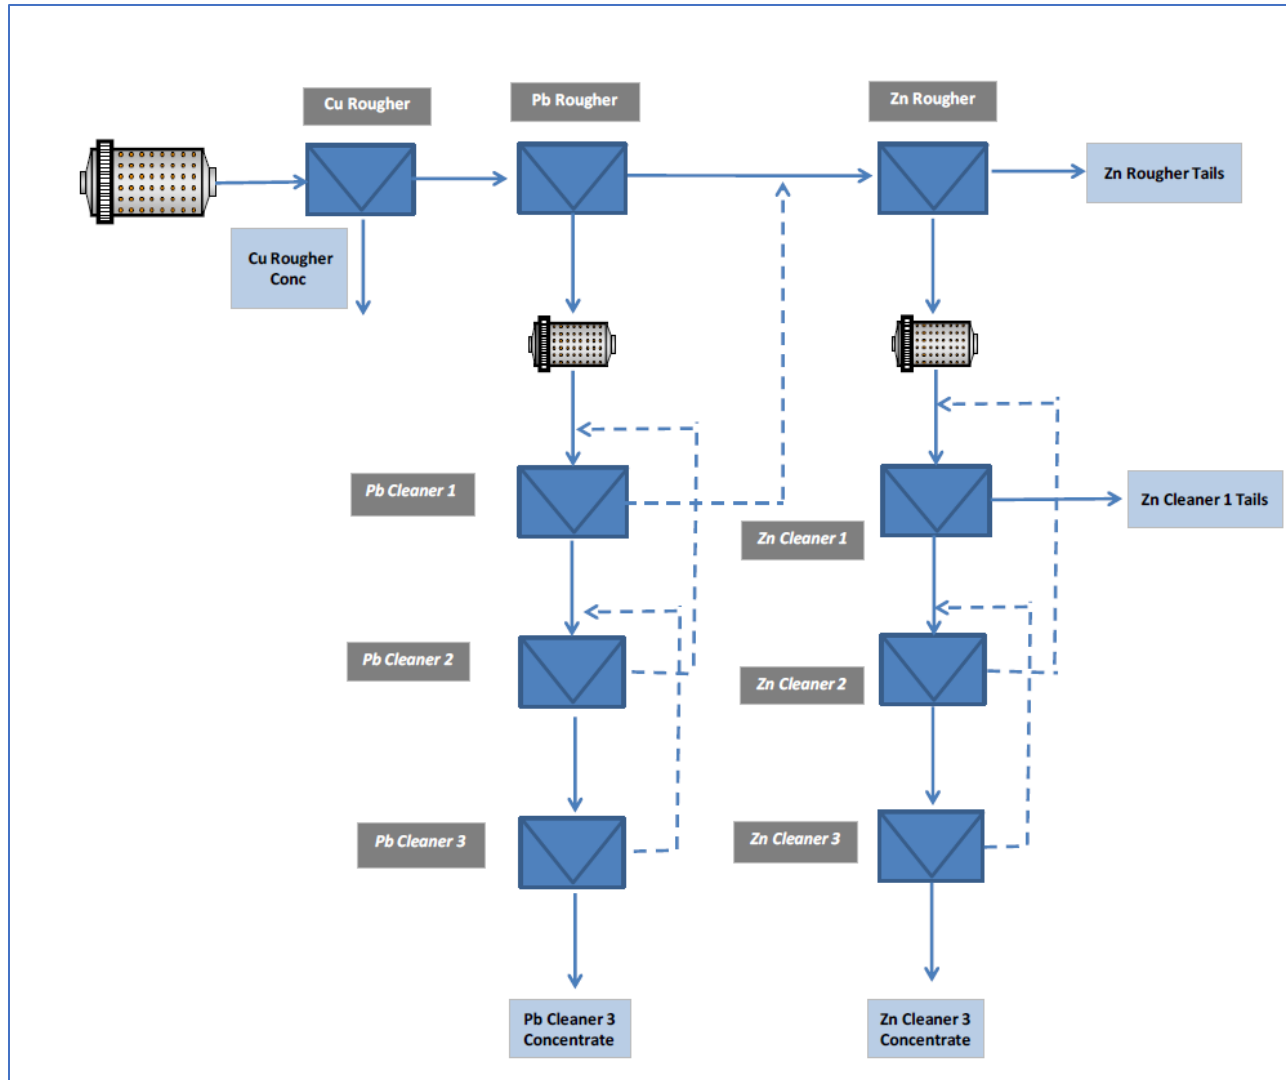 Cu Rougher
Pb Rougher
Zn Rougher
Zn Rougher Tails
Cu Rougher
Conc
Pb Cleaner 1
Zn Cleaner 1 Tails
Zn Cleaner 1
Pb Cleaner 2
Zn Cleaner 2
Pb Cleaner 3
Zn Cleaner 3
Pb Cleaner 3
Concentrate
Zn Cleaner 3
Concentrate